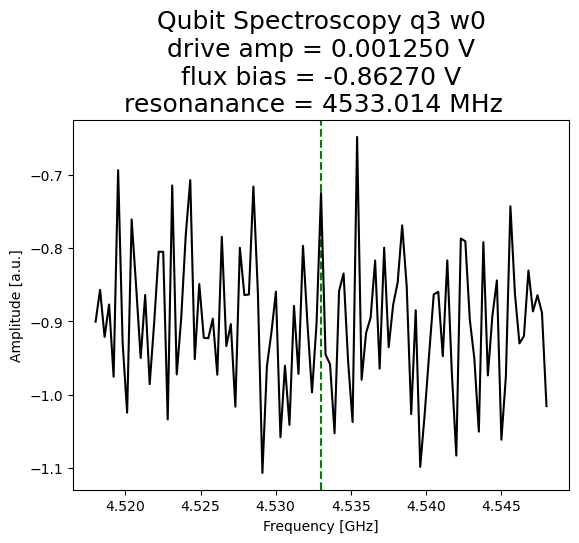 Qubit Spectroscopy q3 w0
drive amp = 0.001250 V
flux bias = -0.86270 V
resonanance = 4533.014 MHz
Amplitude [a.u.]
−0.7
−0.8
−0.9
−1.0
−1.1
4.520 4.525 4.530 4.535 4.540 4.545
Frequency [GHz]